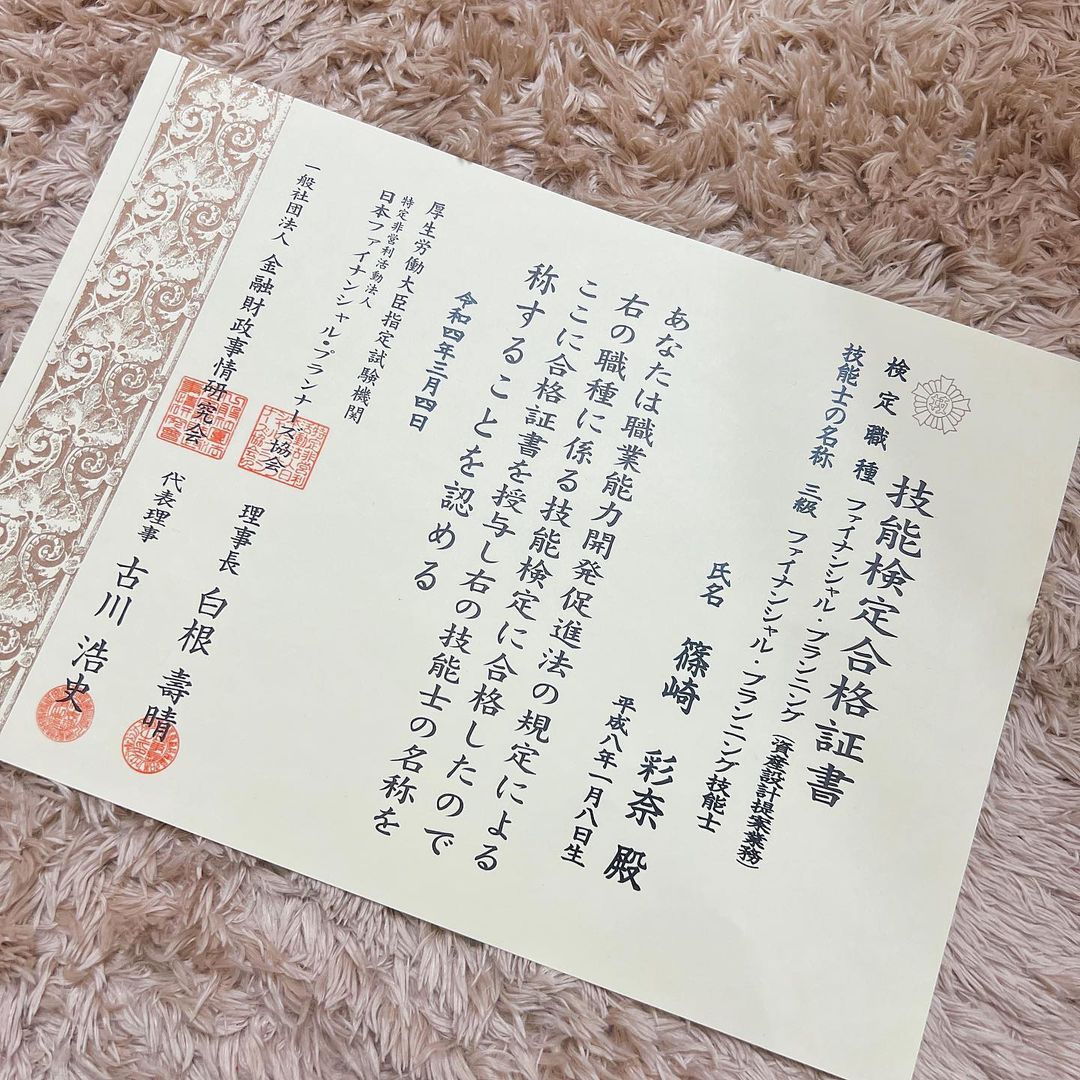 技能検定合格証書
検定職種 ファイナンシャル・プランニング(資産設計提案業務)
技能士の名称 三級 ファイナンシャル・プランニング技能士
氏名 篠崎 彩奈 殿
平成八年一月八日生
あなたは職業能力開発促進法の規定による
右の職種に係る技能検定に合格したので
ここに合格証書を授与し右の技能士の名称を
称することを認める
令和四年三月四日
厚生労働大臣指定試験機関
特定非営利活動法人
日本ファイナンシャル・プランナーズ協会
理事長 白根 壽晴
一般社団法人 金融財政事情研究会
代表理事 古川 浩史